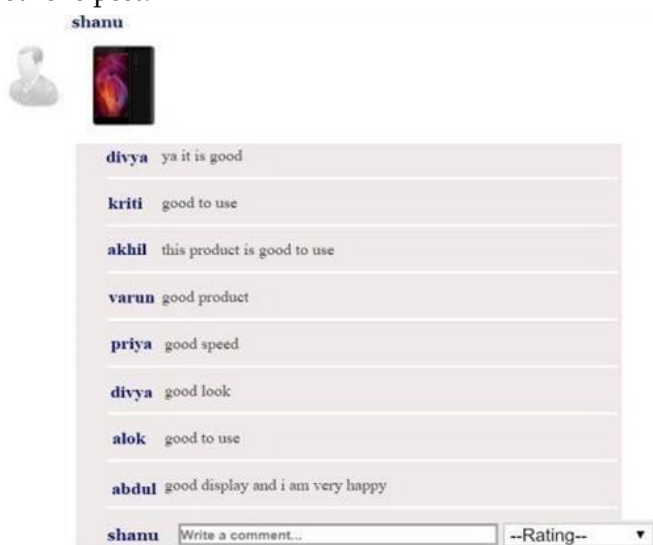 shanu
divya ya it is good
kriti good to use
akhil this product is good to use
varun good product
priya good speed
divya good look
alok good to use
abdul good display and i am very happy
shanu Write a comment... --Rating--